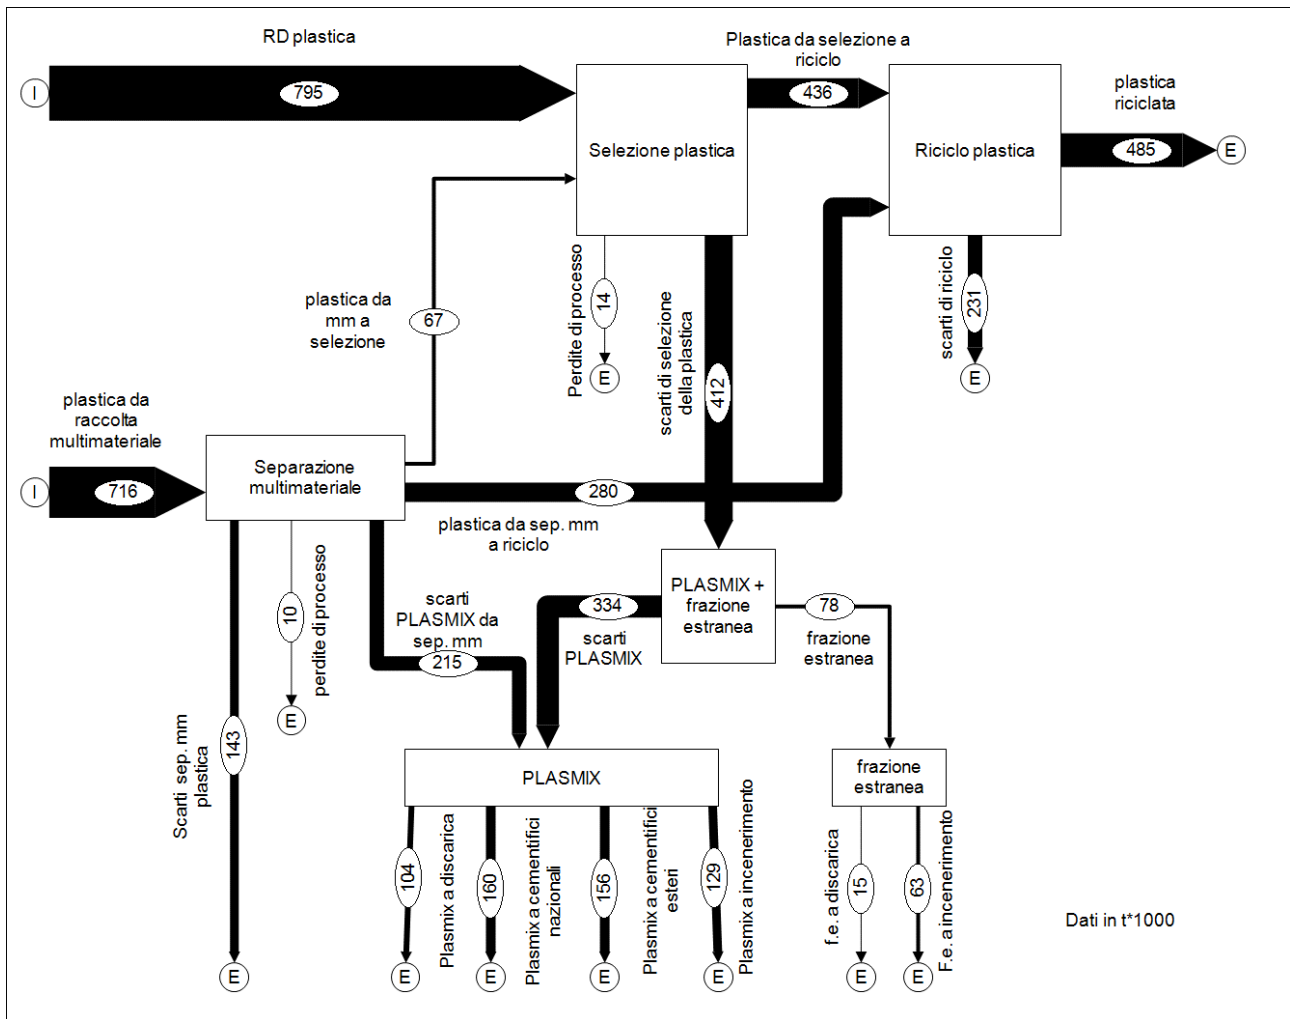 RD plastica
Plastica da selezione a
riciclo
plastica
riciclata
I
795
436
485
E
Selezione plastica
Riciclo plastica
plastica da
mm a
selezione
67
Perdite di processo
14
E
scarti di selezione
della plastica
412
scarti di riciclo
231
E
plastica da
raccolta
multimateriale
I
716
Separazione
multimateriale
280
plastica da sep. mm
a riciclo
PLASMIX +
frazione
estranea
334
scarti
PLASMIX
78
frazione
estranea
scarti
PLASMIX da
sep. mm
215
10
perdite di processo
E
Scarti sep. mm
plastica
143
E
PLASMIX
frazione
estranea
104
Plasmix a discarica
E
160
Plasmix a cementifici
nazionali
E
156
Plasmix a cementifici
esteri
E
129
Plasmix a incenerimento
E
f.e. a discarica
15
E
63
F.e. a incenerimento
E
Dati in t*1000